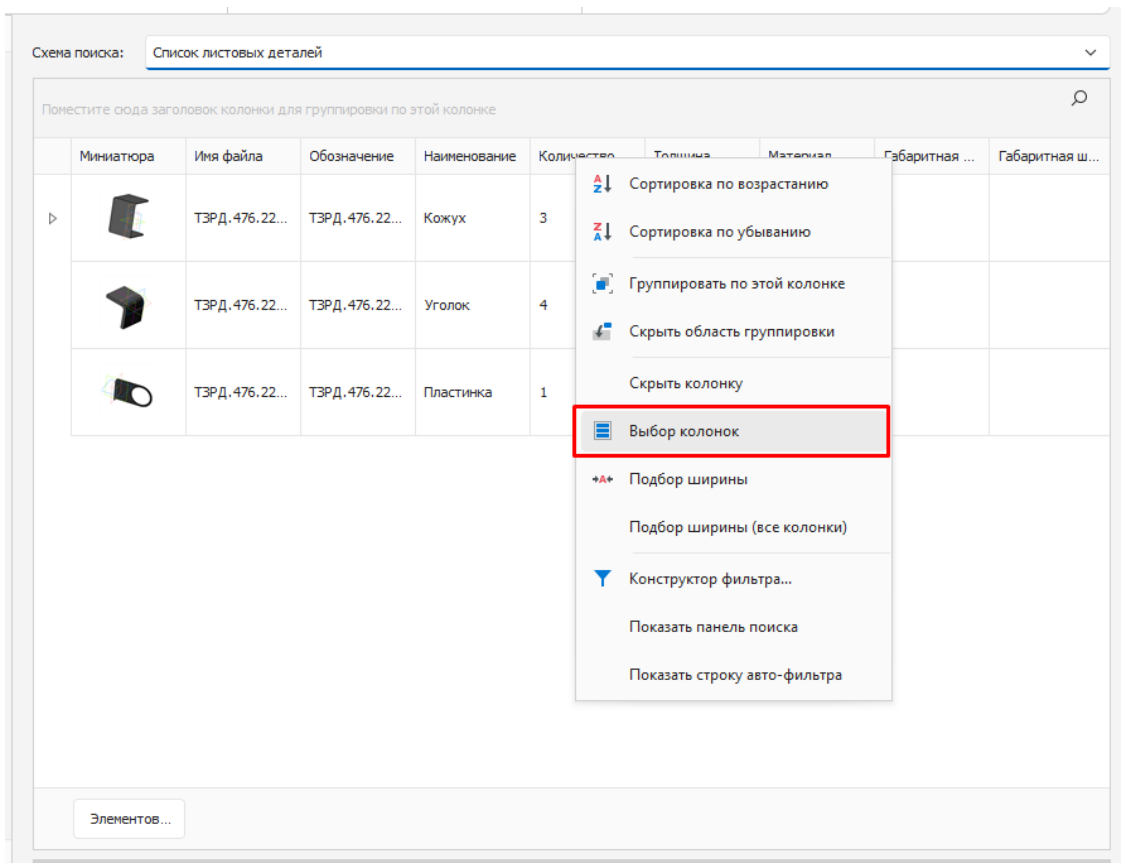 Схема поиска: Список листовых деталей
Поместите сюда заголовок колонки для группировки по этой колонке
Миниатюра Имя файла Обозначение Наименование Количество Толщина Материал Габаритная ... Габаритная ш...
ТЗРД.476.22... ТЗРД.476.22... Кожух 3
ТЗРД.476.22... ТЗРД.476.22... Уголок 4
ТЗРД.476.22... ТЗРД.476.22... Пластинка 1
Сортировка по возрастанию
Сортировка по убыванию
Группировать по этой колонке
Скрыть область группировки
Скрыть колонку
Выбор колонок
Подбор ширины
Подбор ширины (все колонки)
Конструктор фильтра...
Показать панель поиска
Показать строку авто-фильтра
Элементов...